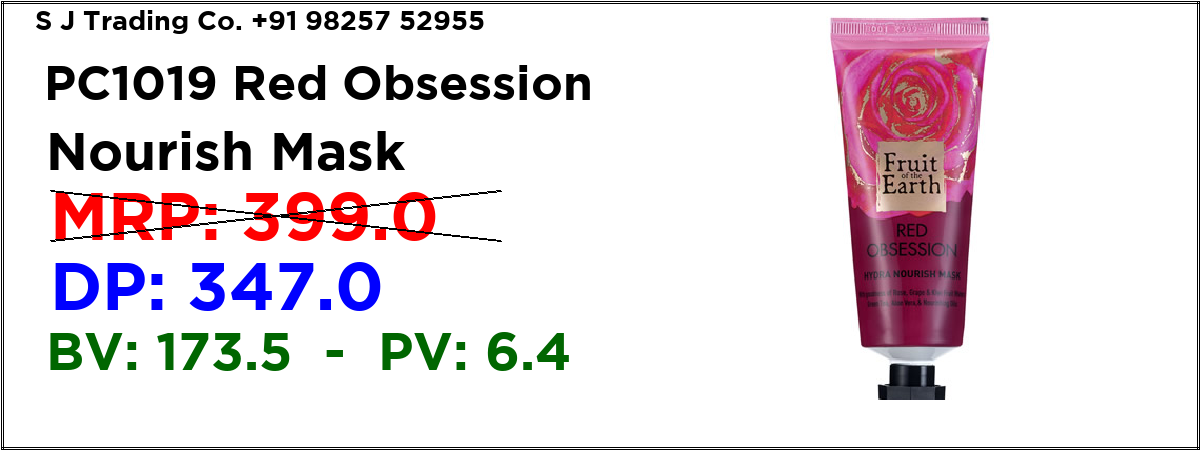 S J Trading Co. +91 98257 52955
PC1019 Red Obsession
Nourish Mask
MRP: 399.0
DP: 347.0
BV: 173.5 - PV: 6.4
Fruit
of the
Earth
RED
OBSESSION
HYDRA NOURISH MASK